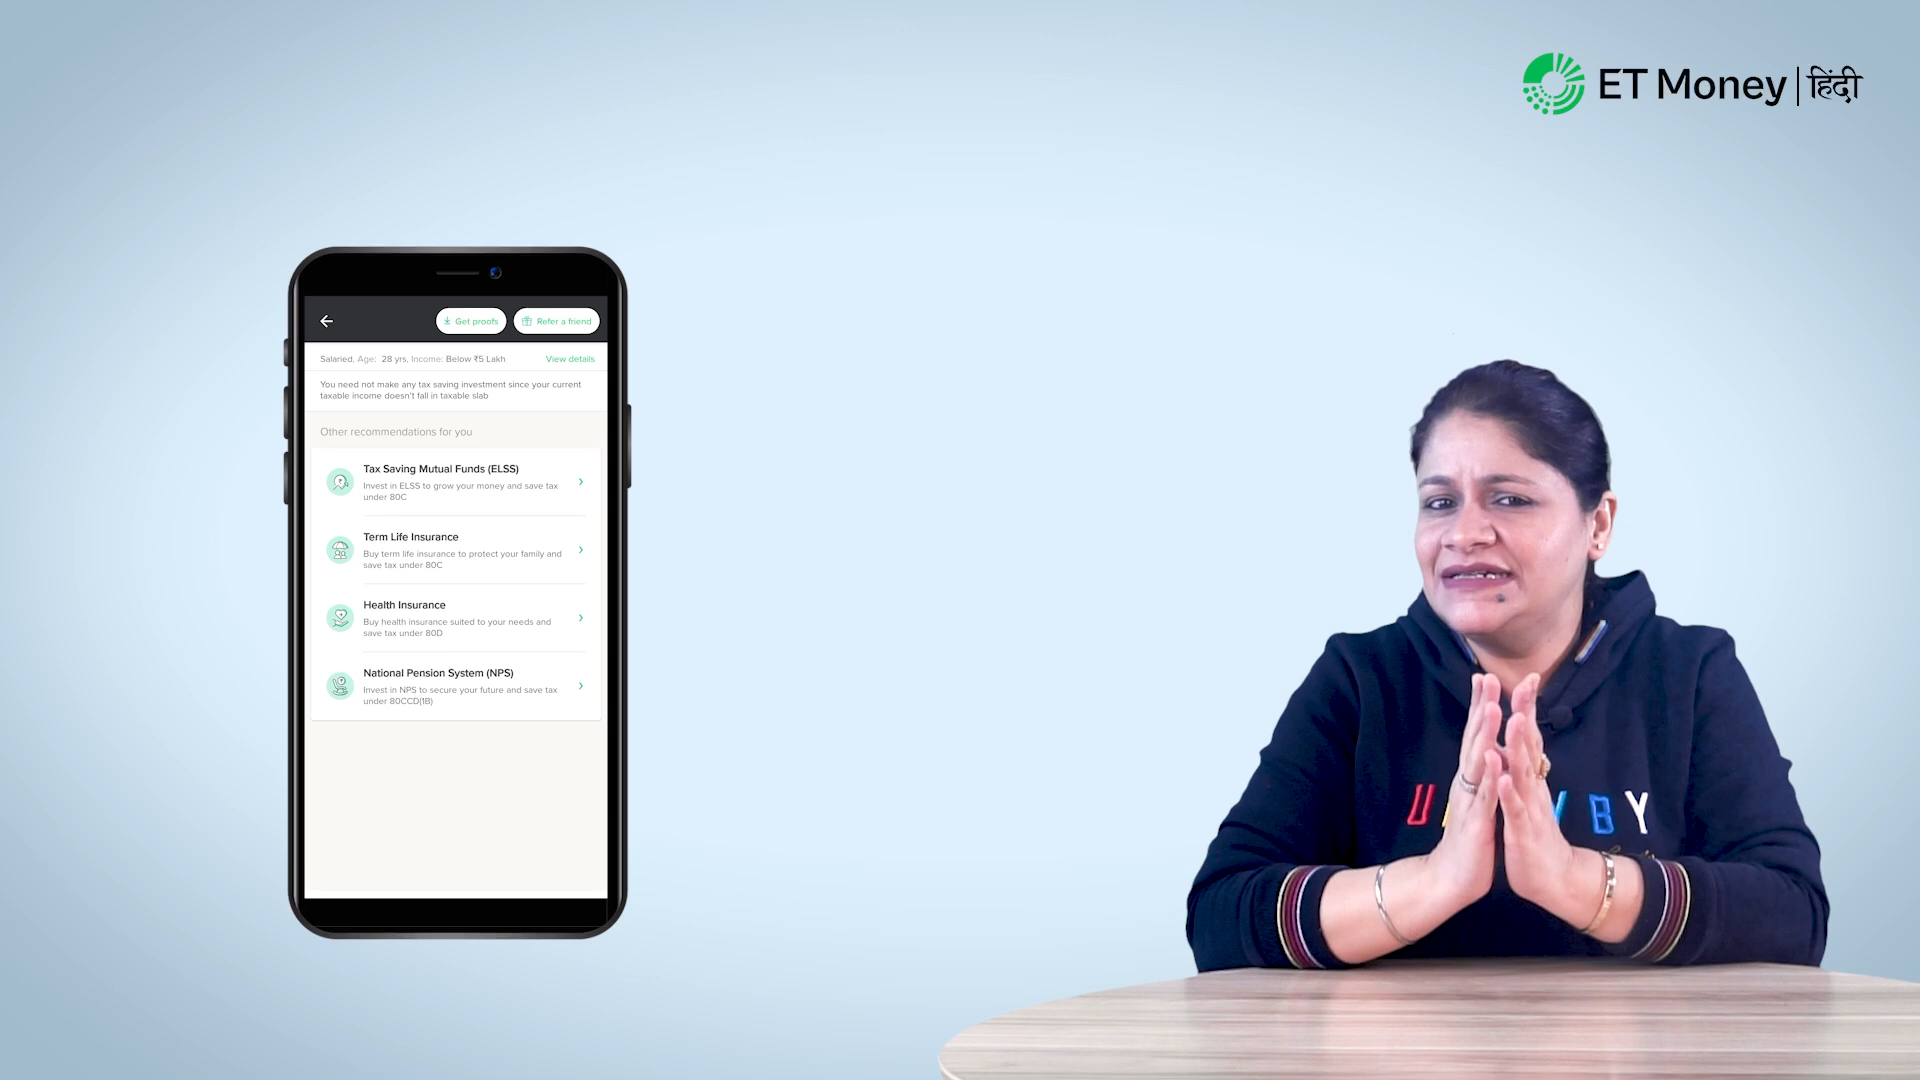 ET Money | हिंदी
Get proofs
Refer a friend
Salaried, Age: 28 yrs, Income: Below ₹5 Lakh
View details
You need not make any tax saving investment since your current
taxable income doesn't fall in taxable slab
Other recommendations for you
Tax Saving Mutual Funds (ELSS)
Invest in ELSS to grow your money and save tax
under 80C
Term Life Insurance
Buy term life insurance to protect your family and
save tax under 80C
Health Insurance
Buy health insurance suited to your needs and
save tax under 80D
National Pension System (NPS)
Invest in NPS to secure your future and save tax
under 80CCD(1B)
BY